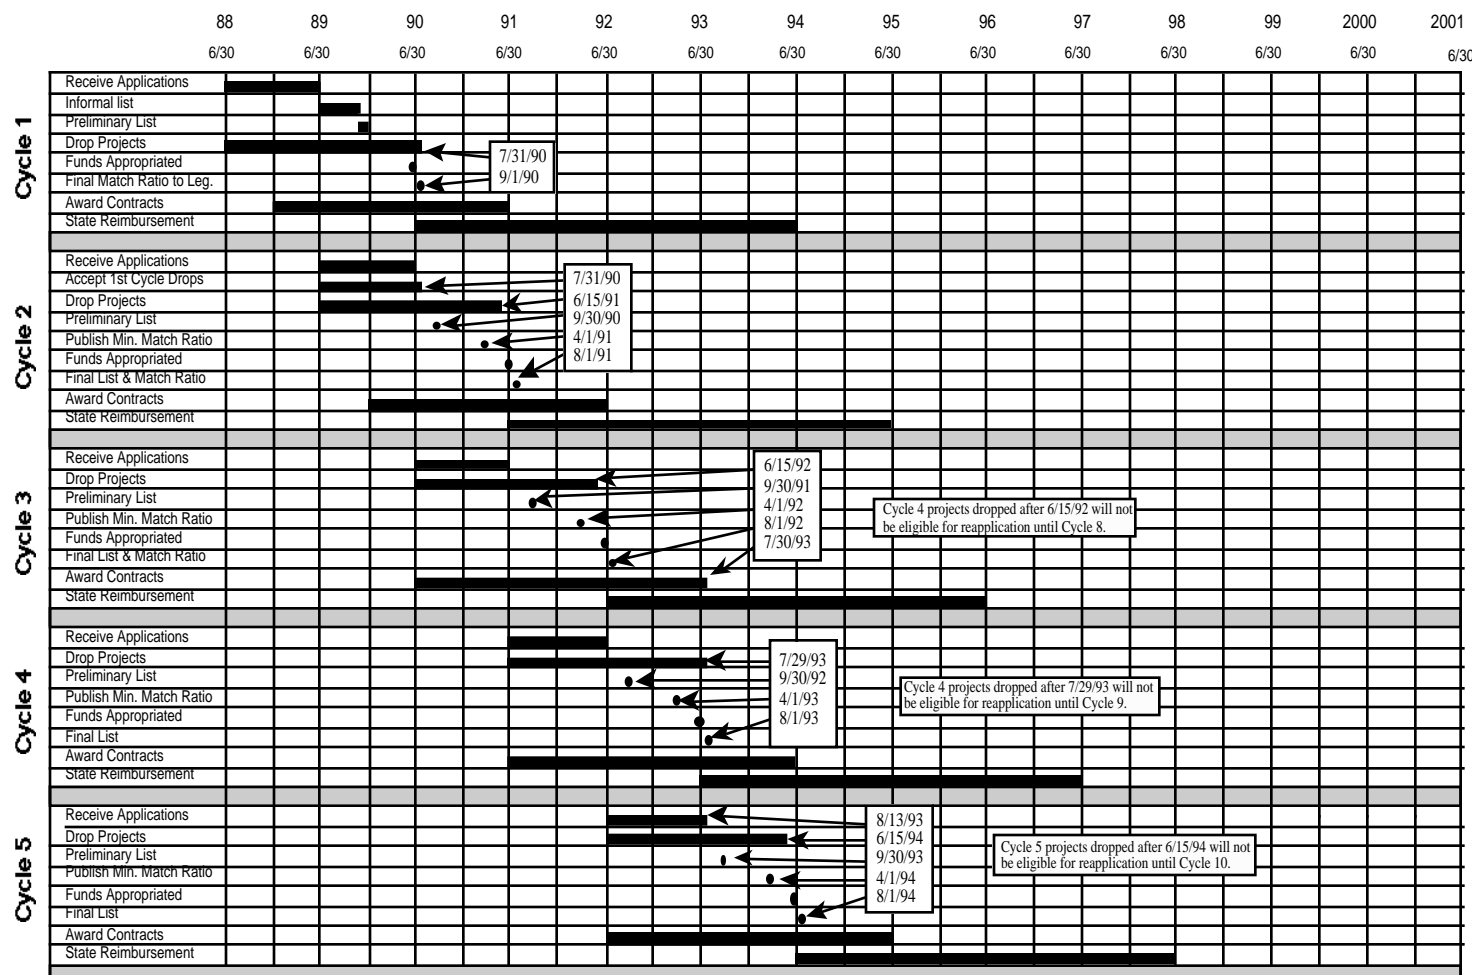 88 89 90 91 92 93 94 95 96 97 98 99 2000 2001
6/30 6/30 6/30 6/30 6/30 6/30 6/30 6/30 6/30 6/30 6/30 6/30 6/30 6/30
Cycle 1
Receive Applications
Informal list
Preliminary List
Drop Projects
Funds Appropriated
Final Match Ratio to Leg.
Award Contracts
State Reimbursement
7/31/90
9/1/90
Cycle 2
Receive Applications
Accept 1st Cycle Drops
Drop Projects
Preliminary List
Publish Min. Match Ratio
Funds Appropriated
Final List & Match Ratio
Award Contracts
State Reimbursement
7/31/90
6/15/91
9/30/90
4/1/91
8/1/91
Cycle 3
Receive Applications
Drop Projects
Preliminary List
Publish Min. Match Ratio
Funds Appropriated
Final List & Match Ratio
Award Contracts
State Reimbursement
6/15/92
9/30/91
4/1/92
8/1/92
7/30/93
Cycle 4 projects dropped after 6/15/92 will not
be eligible for reapplication until Cycle 8.
Cycle 4
Receive Applications
Drop Projects
Preliminary List
Publish Min. Match Ratio
Funds Appropriated
Final List
Award Contracts
State Reimbursement
7/29/93
9/30/92
4/1/93
8/1/93
Cycle 4 projects dropped after 7/29/93 will not
be eligible for reapplication until Cycle 9.
Cycle 5
Receive Applications
Drop Projects
Preliminary List
Publish Min. Match Ratio
Funds Appropriated
Final List
Award Contracts
State Reimbursement
8/13/93
6/15/94
9/30/93
4/1/94
8/1/94
Cycle 5 projects dropped after 6/15/94 will not
be eligible for reapplication until Cycle 10.